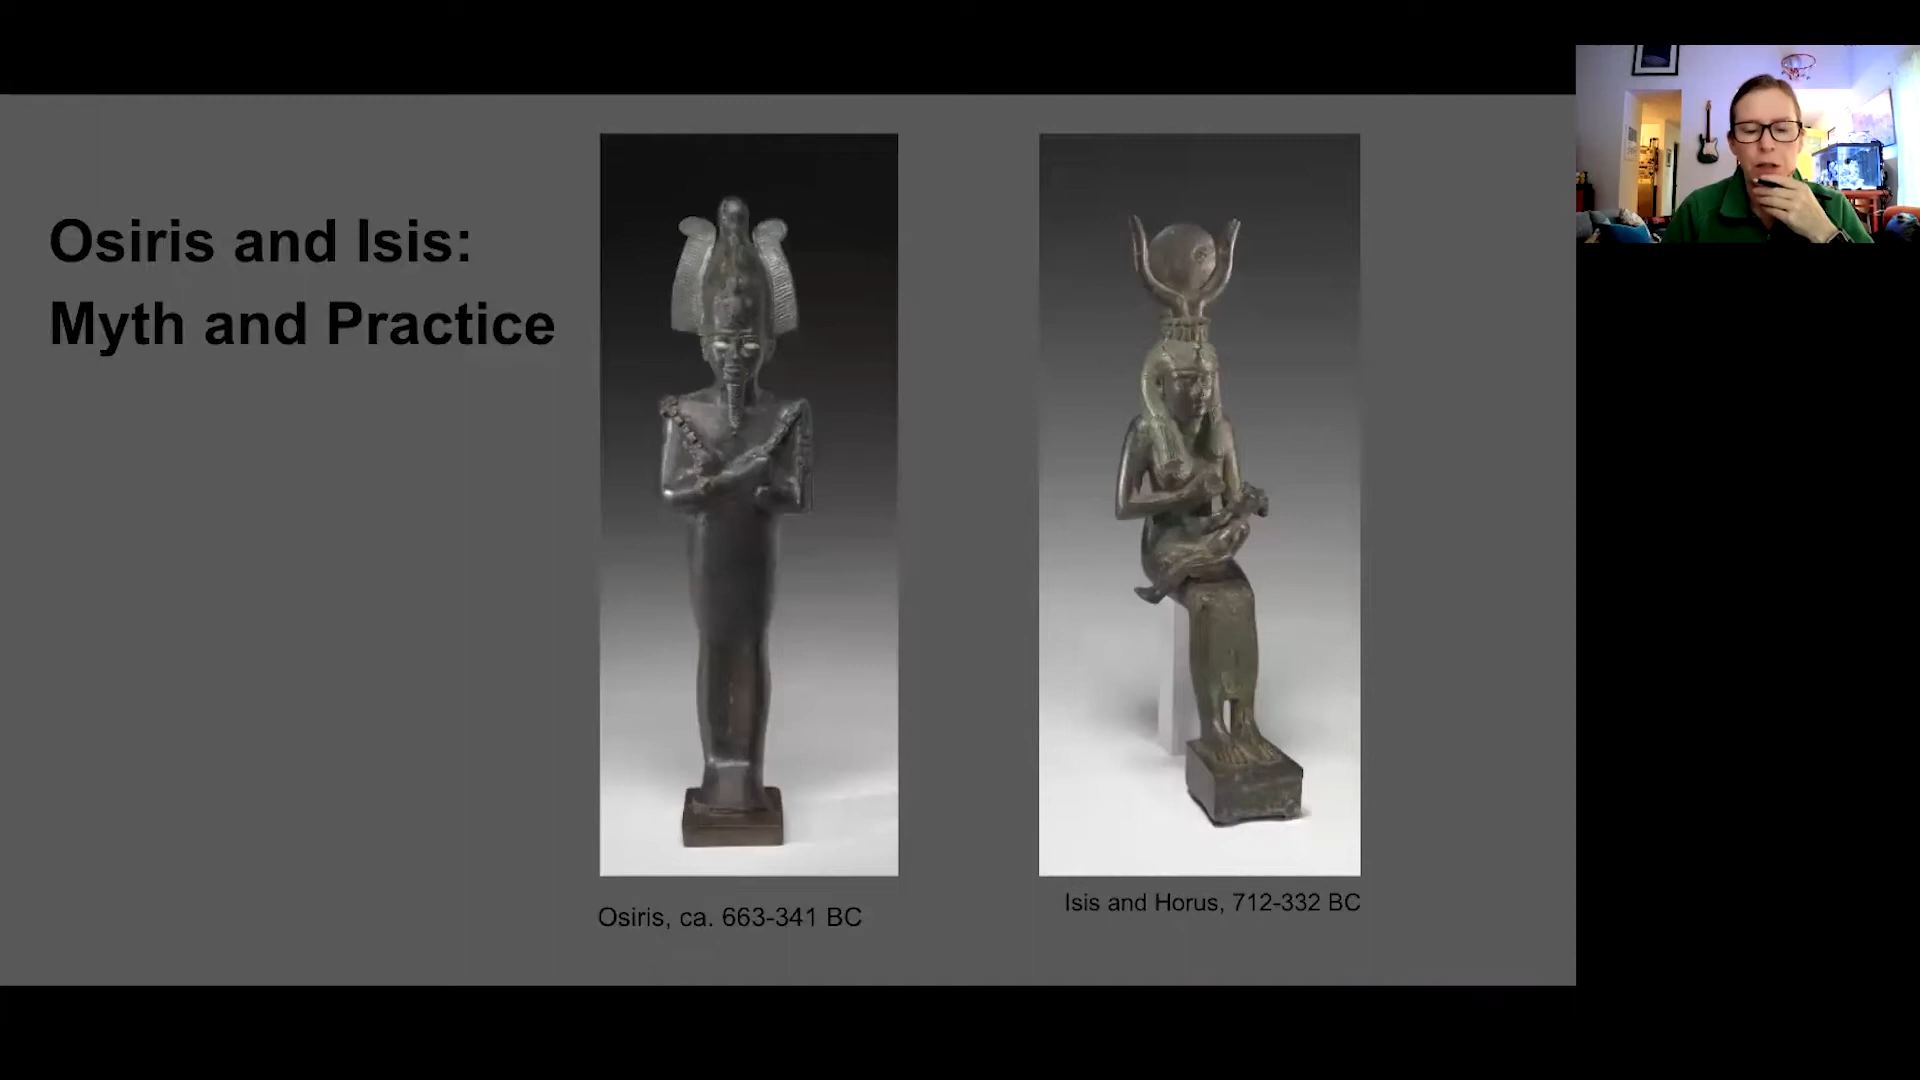 Osiris and Isis:
Myth and Practice
Osiris, ca. 663-341 BC
Isis and Horus, 712-332 BC